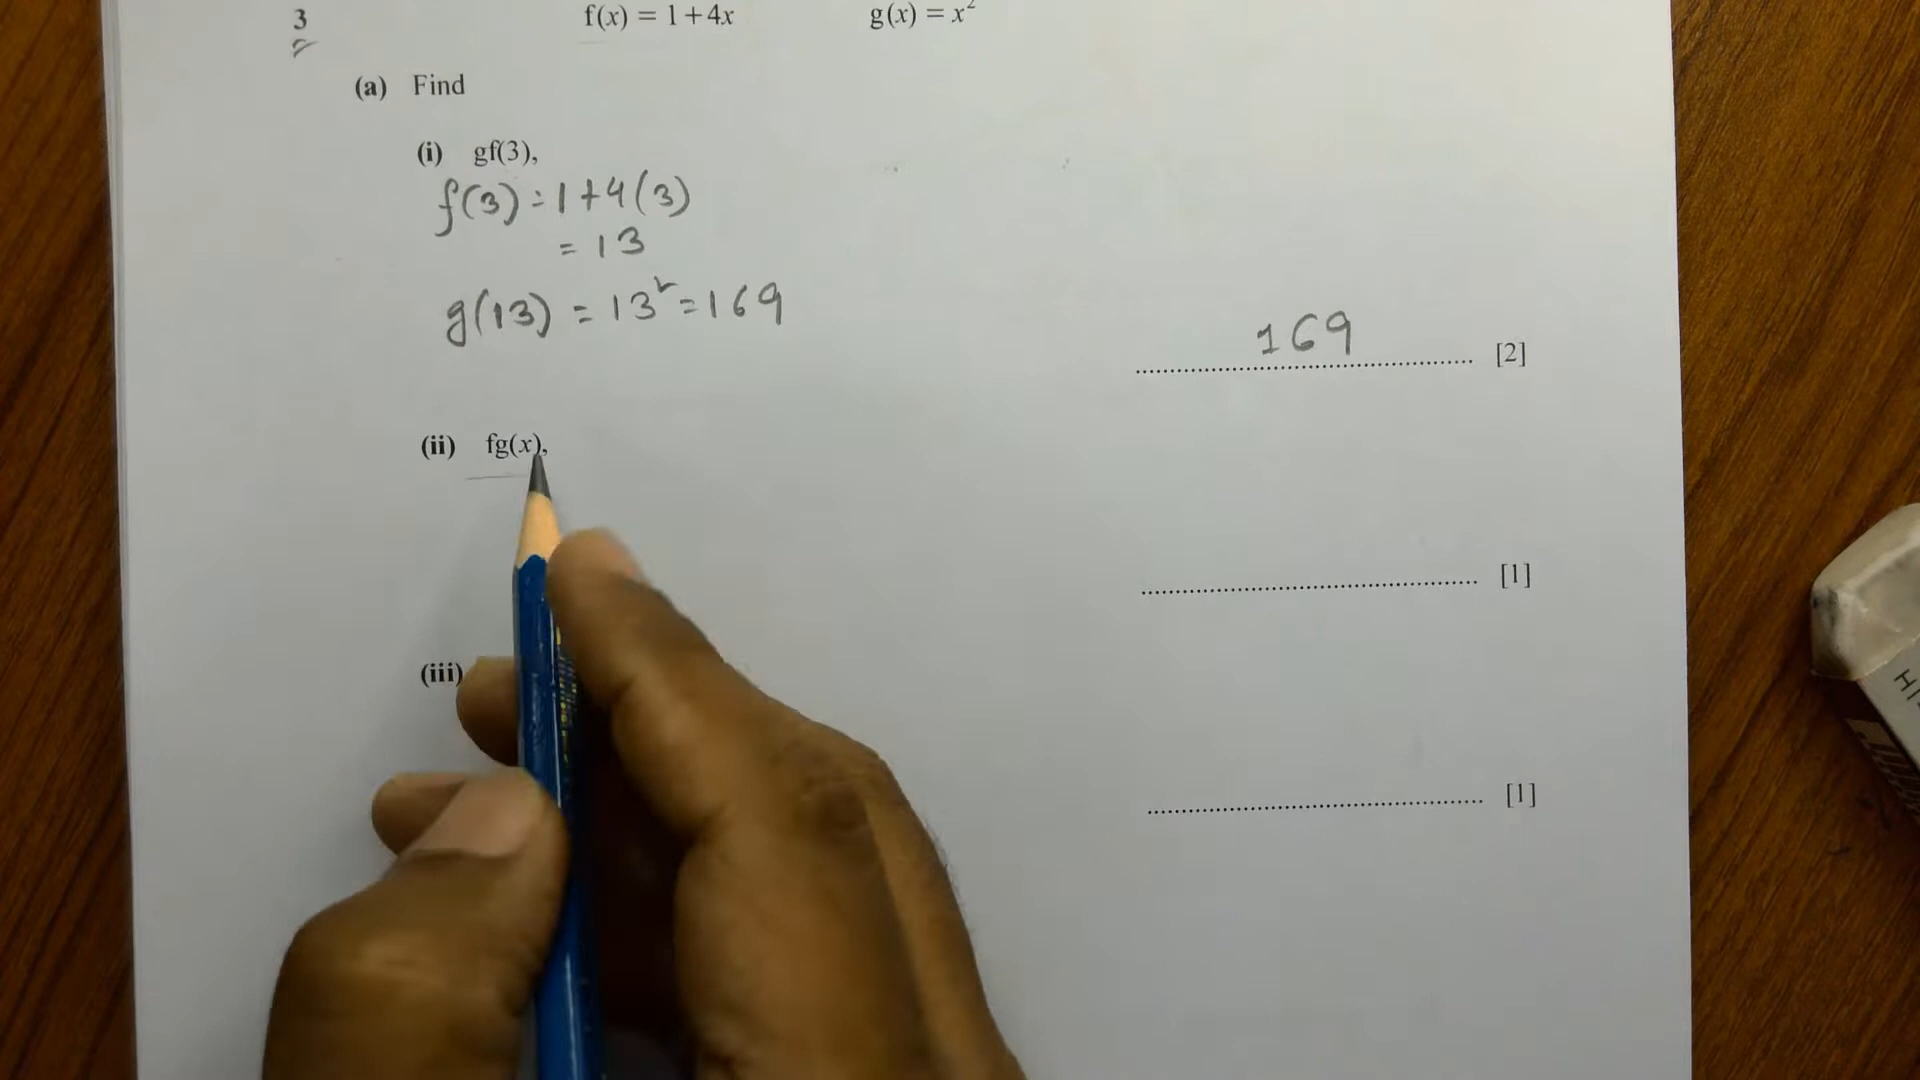 3 f(x) = 1+4x g(x) = x²
(a) Find
(i) gf(3),
f(3) = 1+4(3)
= 13
g(13) = 13² = 169
169 [2]
(ii) fg(x),
[1]
(iii)
[1]
H